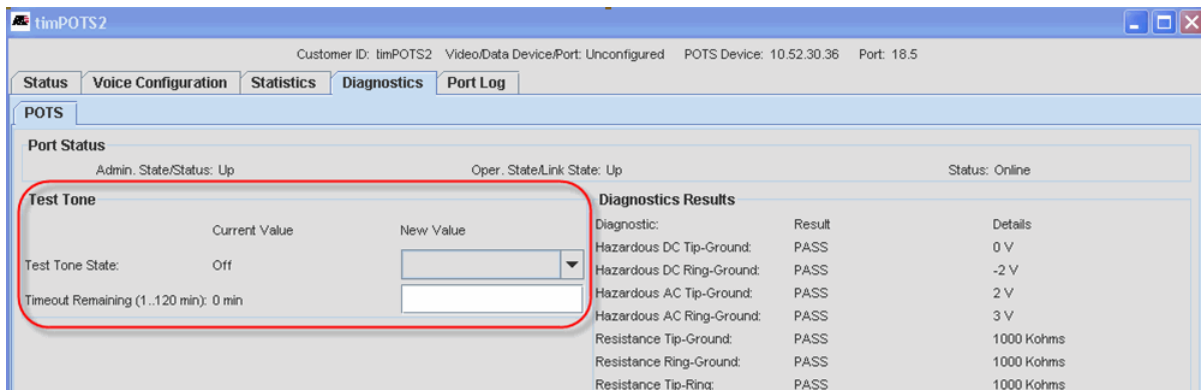 timPOTS2
Customer ID: timPOTS2 Video/Data Device/Port: Unconfigured POTS Device: 10.52.30.36 Port: 18.5
Status Voice Configuration Statistics Diagnostics Port Log
POTS
Port Status
Admin. State/Status: Up Oper. State/Link State: Up Status: Online
Test Tone
Current Value New Value
Test Tone State: Off
Timeout Remaining (1..120 min): 0 min
Diagnostics Results
Diagnostic: Result Details
Hazardous DC Tip-Ground: PASS 0 V
Hazardous DC Ring-Ground: PASS -2 V
Hazardous AC Tip-Ground: PASS 2 V
Hazardous AC Ring-Ground: PASS 3 V
Resistance Tip-Ground: PASS 1000 Kohms
Resistance Ring-Ground: PASS 1000 Kohms
Resistance Tip-Ring: PASS 1000 Kohms